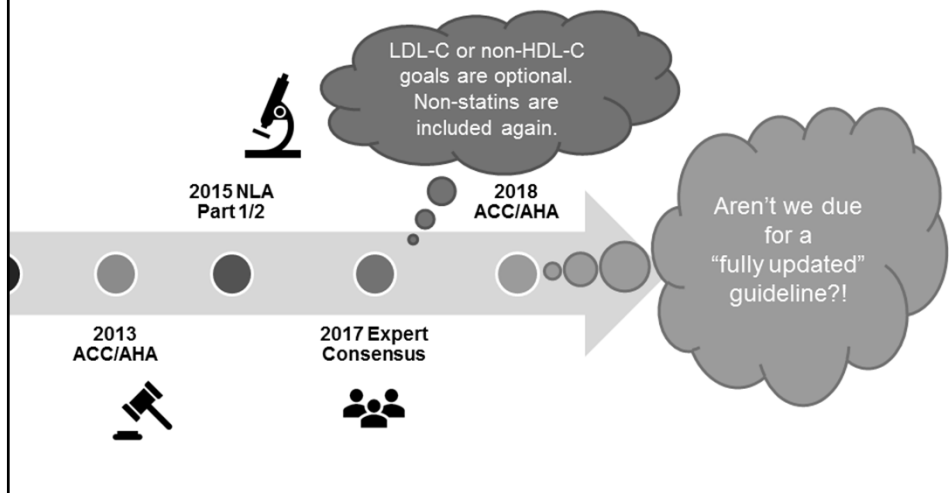 LDL-C or non-HDL-C
goals are optional.
Non-statins are
included again.
2015 NLA
Part 1/2
2018
ACC/AHA
Aren’t we due
for a
“fully updated”
guideline?!
2013
ACC/AHA
2017 Expert
Consensus